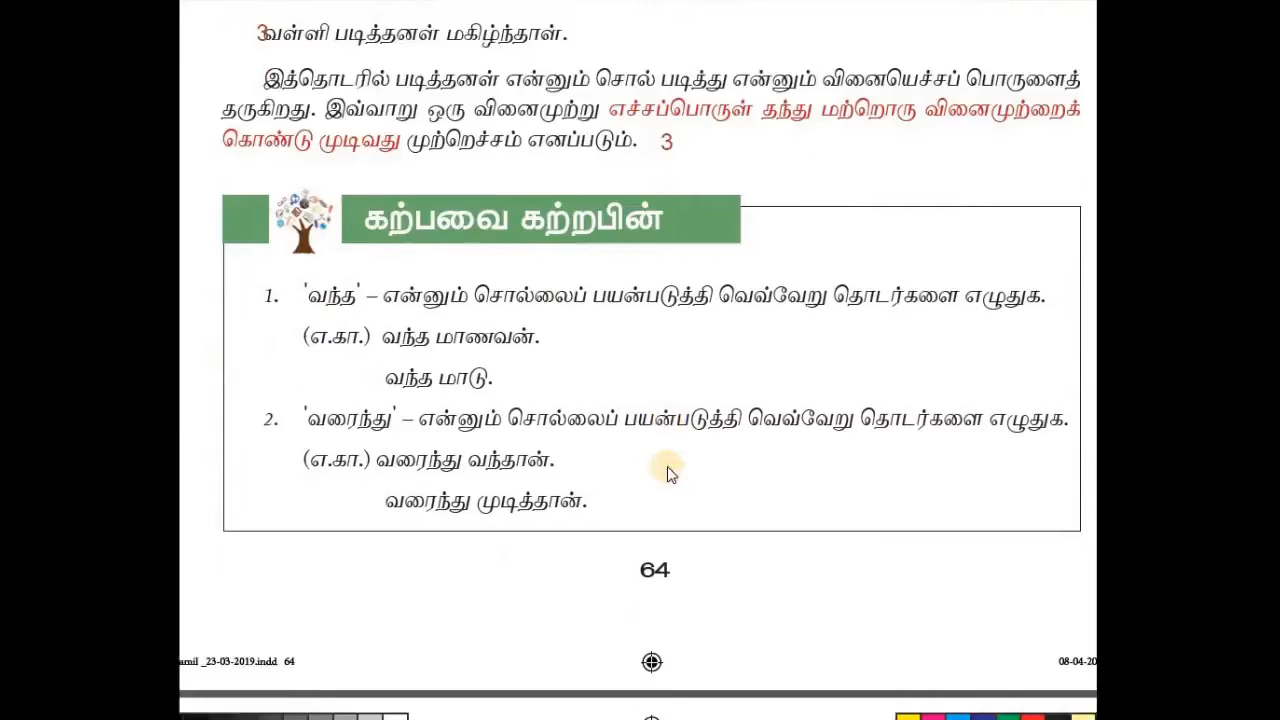 3வள்ளி படித்தனள் மகிழ்ந்தாள்.
இத்தொடரில் படித்தனள் என்னும் சொல் படித்து என்னும் வினையெச்சப் பொருளைத்
தருகிறது. இவ்வாறு ஒரு வினைமுற்று எச்சப்பொருள் தந்து மற்றொரு வினைமுற்றைக்
கொண்டு முடிவது முற்றெச்சம் எனப்படும். 3
கற்பவை கற்றபின்
1. 'வந்த' – என்னும் சொல்லைப் பயன்படுத்தி வெவ்வேறு தொடர்களை எழுதுக.
(எ.கா.) வந்த மாணவன்.
வந்த மாடு.
2. 'வரைந்து' – என்னும் சொல்லைப் பயன்படுத்தி வெவ்வேறு தொடர்களை எழுதுக.
(எ.கா.) வரைந்து வந்தான்.
வரைந்து முடித்தான்.
64
amil _23-03-2019.indd 64 08-04-20